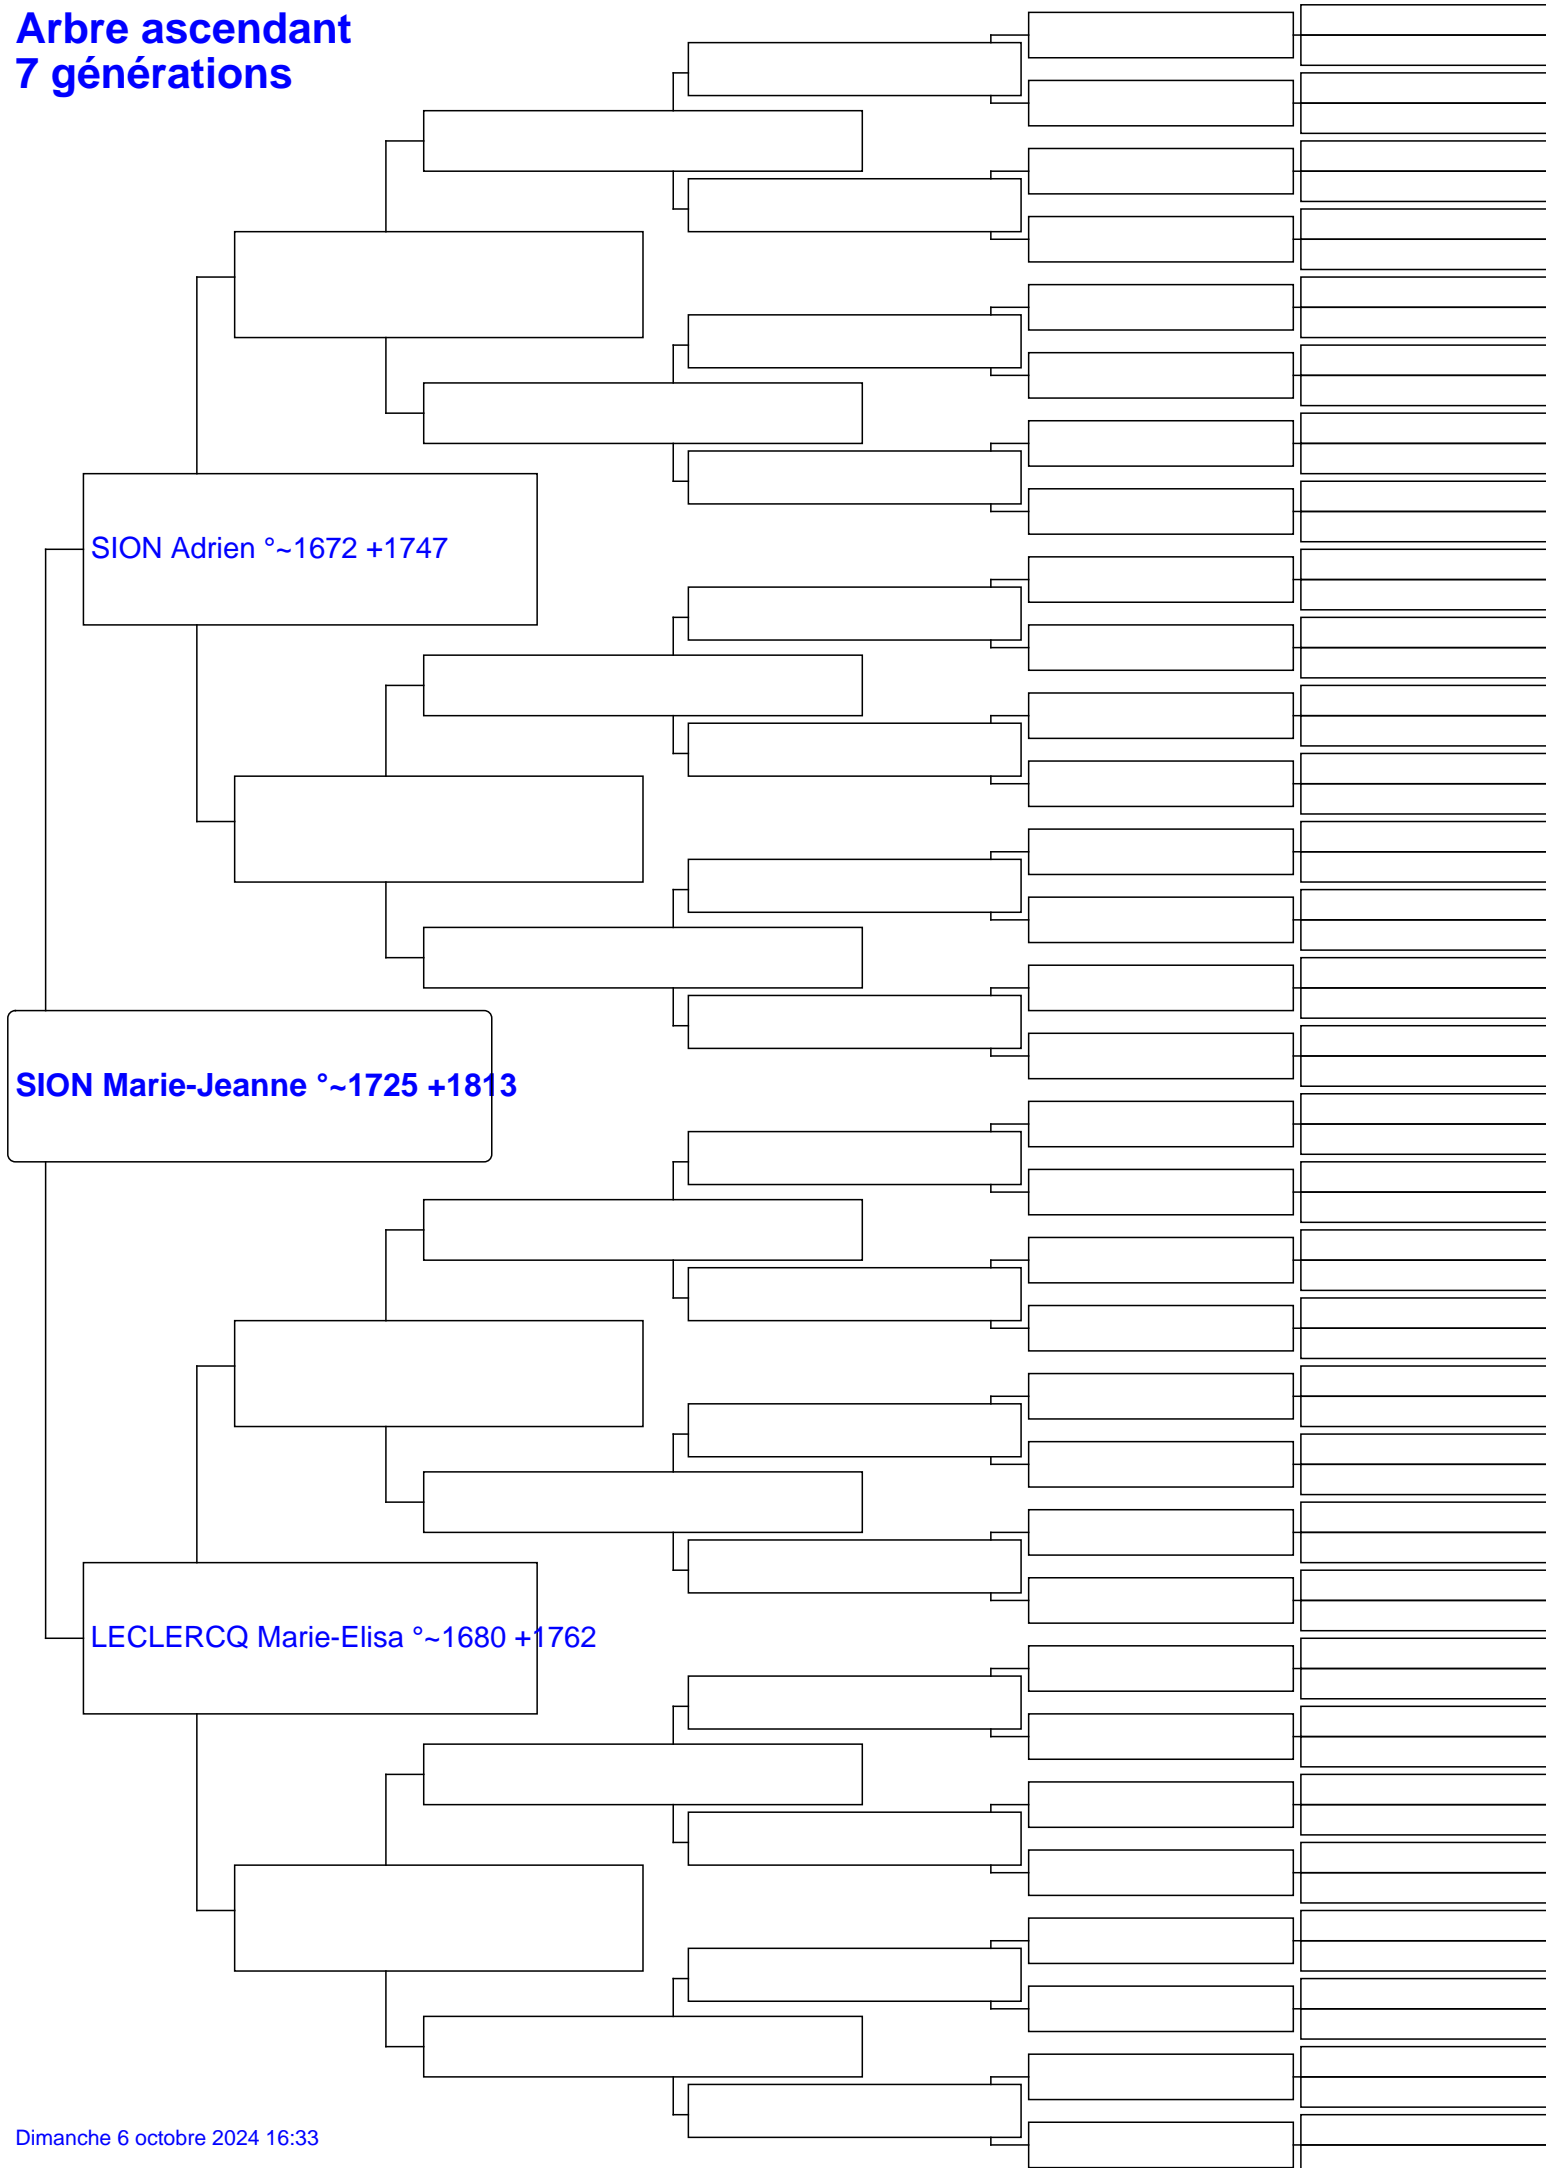 Arbre ascendant
7 générations
SION Adrien °~1672 +1747
SION Marie-Jeanne °~1725 +1813
LECLERCQ Marie-Elisa °~1680 +1762
Dimanche 6 octobre 2024 16:33